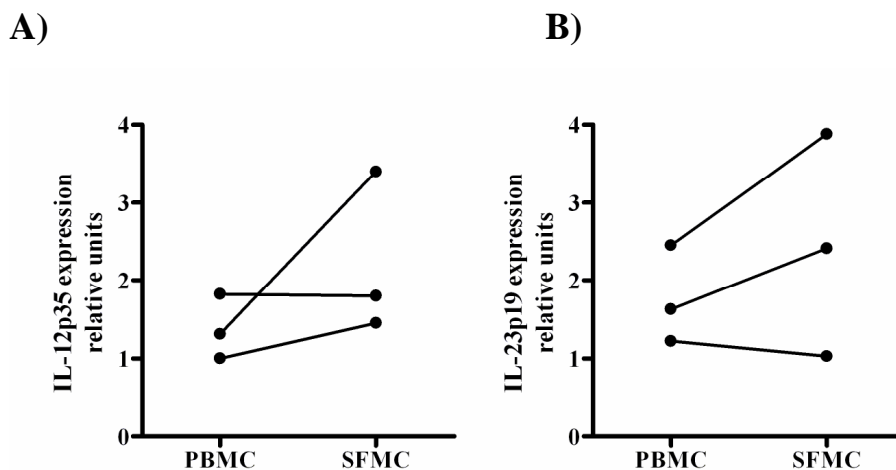 A)
B)
IL-12p35 expression
relative units
4
3
2
1
0
PBMC
SFMC
IL-23p19 expression
relative units
4
3
2
1
0
PBMC
SFMC